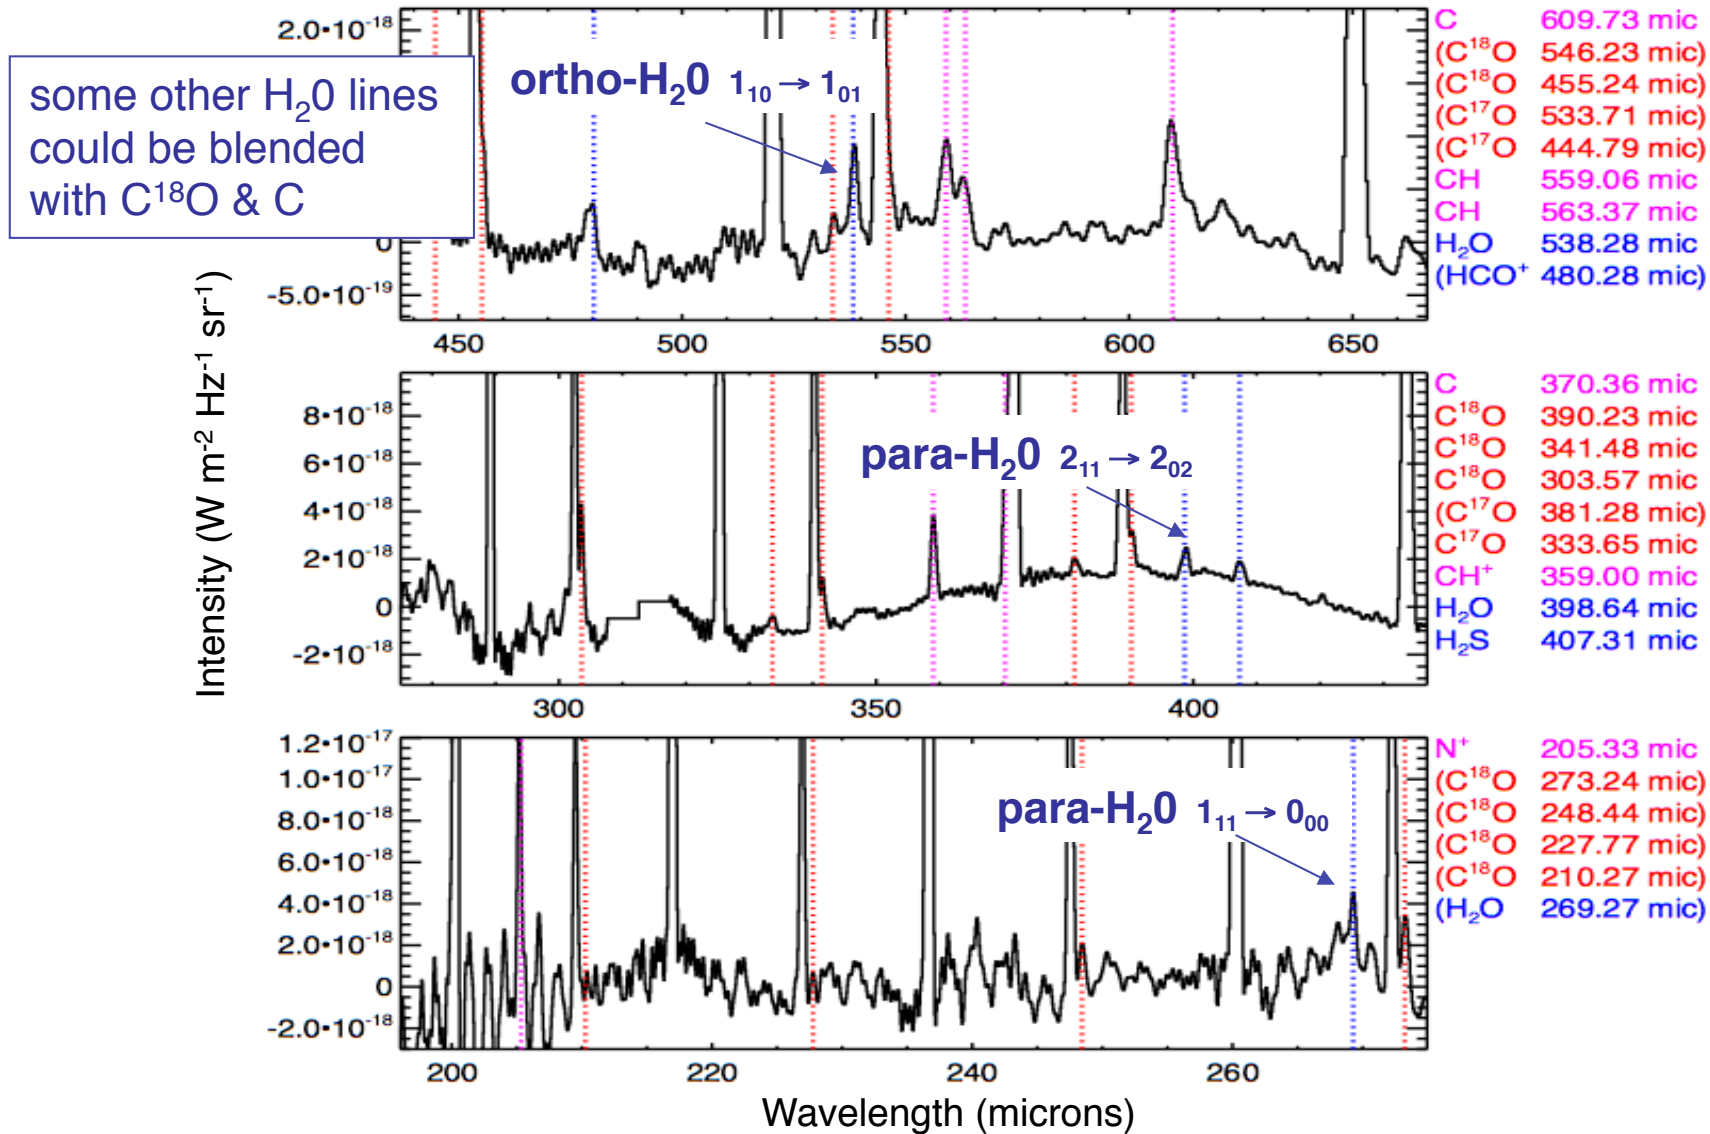 some other H₂0 lines
could be blended
with C¹⁸O & C
Intensity (W m⁻² Hz⁻¹ sr⁻¹)
2.0•10⁻¹⁸
0
-5.0•10⁻¹⁹
ortho-H₂0 1₁₀ → 1₀₁
450 500 550 600 650
C 609.73 mic
(C¹⁸O 546.23 mic)
(C¹⁸O 455.24 mic)
(C¹⁷O 533.71 mic)
(C¹⁷O 444.79 mic)
CH 559.06 mic
CH 563.37 mic
H₂O 538.28 mic
(HCO⁺ 480.28 mic)
8•10⁻¹⁸
6•10⁻¹⁸
4•10⁻¹⁸
2•10⁻¹⁸
0
-2•10⁻¹⁸
para-H₂0 2₁₁ → 2₀₂
300 350 400
C 370.36 mic
C¹⁸O 390.23 mic
C¹⁸O 341.48 mic
C¹⁸O 303.57 mic
(C¹⁷O 381.28 mic)
C¹⁷O 333.65 mic
CH⁺ 359.00 mic
H₂O 398.64 mic
H₂S 407.31 mic
1.2•10⁻¹⁷
1.0•10⁻¹⁷
8.0•10⁻¹⁸
6.0•10⁻¹⁸
4.0•10⁻¹⁸
2.0•10⁻¹⁸
0
-2.0•10⁻¹⁸
para-H₂0 1₁₁ → 0₀₀
200 220 240 260
N⁺ 205.33 mic
(C¹⁸O 273.24 mic)
(C¹⁸O 248.44 mic)
(C¹⁸O 227.77 mic)
(C¹⁸O 210.27 mic)
(H₂O 269.27 mic)
Wavelength (microns)